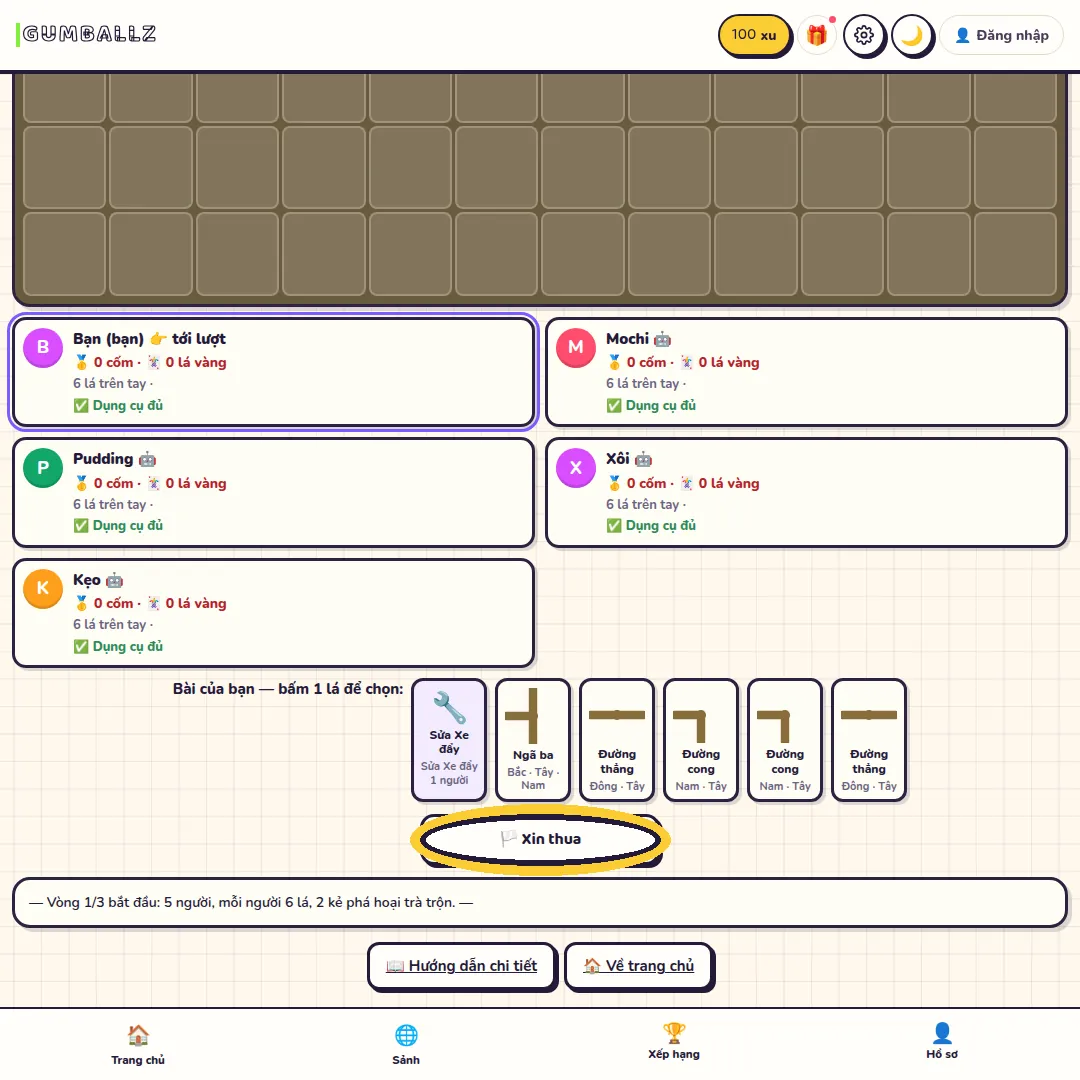 GUMBALLZ
100 xu
Đăng nhập
B
Bạn (bạn) 👉 tới lượt
🥇 0 cốm · 🃏 0 lá vàng
6 lá trên tay ·
✅ Dụng cụ đủ
M
Mochi 🤖
🥇 0 cốm · 🃏 0 lá vàng
6 lá trên tay ·
✅ Dụng cụ đủ
P
Pudding 🤖
🥇 0 cốm · 🃏 0 lá vàng
6 lá trên tay ·
✅ Dụng cụ đủ
X
Xôi 🤖
🥇 0 cốm · 🃏 0 lá vàng
6 lá trên tay ·
✅ Dụng cụ đủ
K
Kẹo 🤖
🥇 0 cốm · 🃏 0 lá vàng
6 lá trên tay ·
✅ Dụng cụ đủ
Bài của bạn — bấm 1 lá để chọn:
Sửa Xe
đẩy
Sửa Xe đẩy
1 người
Ngã ba
Bắc · Tây ·
Nam
Đường
thẳng
Đông · Tây
Đường
cong
Nam · Tây
Đường
cong
Nam · Tây
Đường
thẳng
Đông · Tây
🏳️ Xin thua
— Vòng 1/3 bắt đầu: 5 người, mỗi người 6 lá, 2 kẻ phá hoại trà trộn. —
📖 Hướng dẫn chi tiết
🏠 Về trang chủ
Trang chủ
Sảnh
Xếp hạng
Hồ sơ